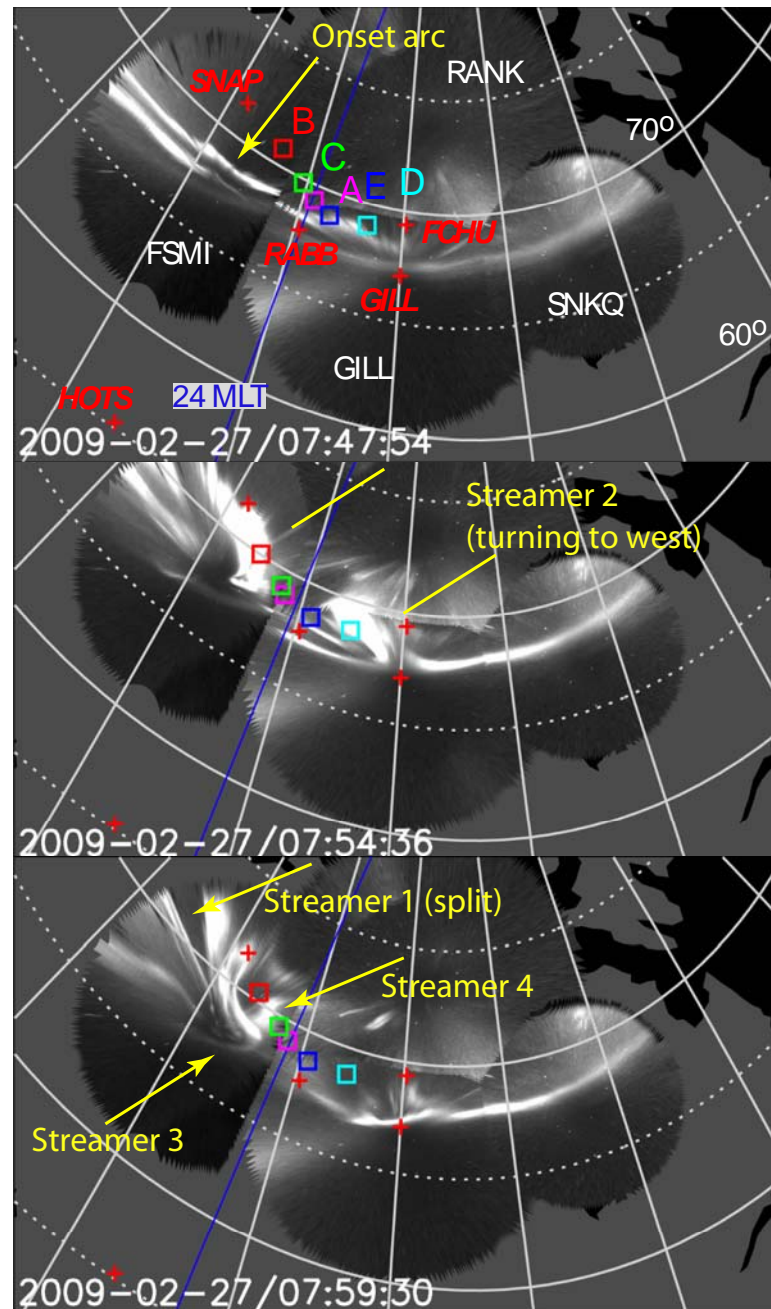 Onset arc
SNAP
RANK
B
70º
C
A E D
FSMI
RABB
FCHU
GILL
SNKQ
60º
GILL
HOTS
24 MLT
2009-02-27/07:47:54
Streamer 2
(turning to west)
2009-02-27/07:54:36
Streamer 1 (split)
Streamer 4
Streamer 3
2009-02-27/07:59:30